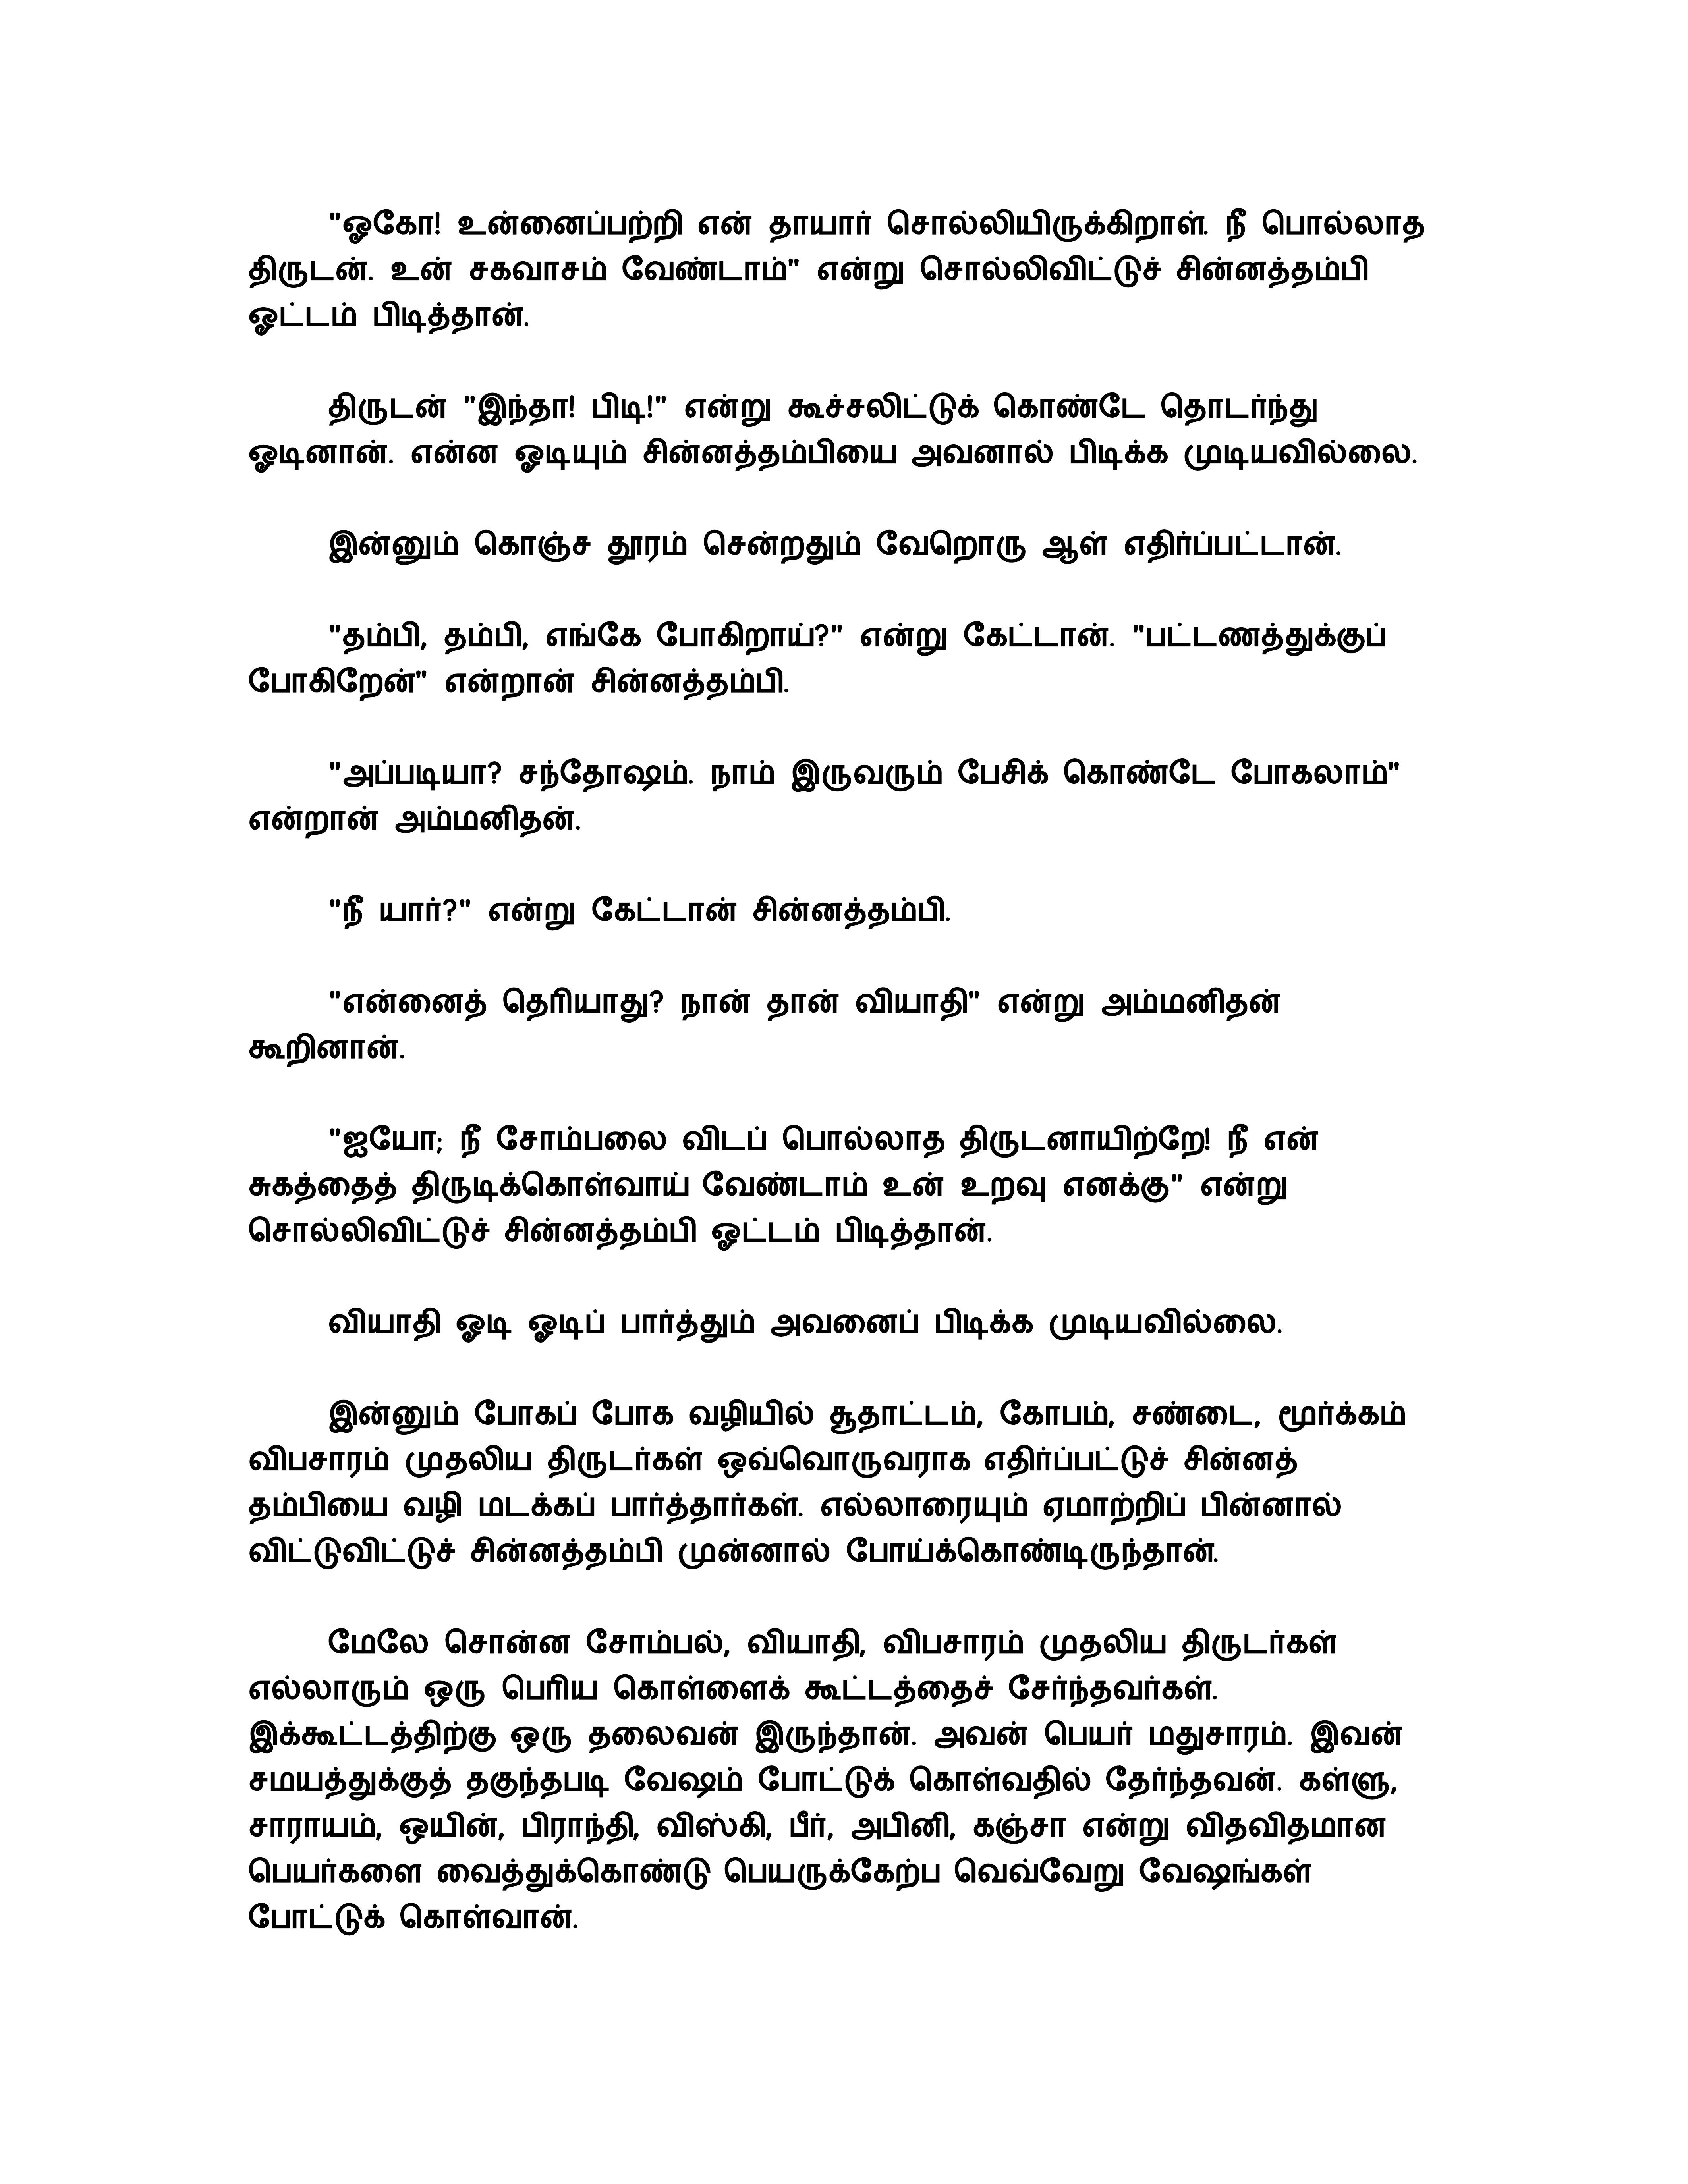 "ஓகோ! உன்னைப்பற்றி என் தாயார் சொல்லியிருக்கிறாள். நீ பொல்லாத
திருடன். உன் சகவாசம் வேண்டாம்" என்று சொல்லிவிட்டுச் சின்னத்தம்பி
ஓட்டம் பிடித்தான்.
திருடன் "இந்தா! பிடி!" என்று கூச்சலிட்டுக் கொண்டே தொடர்ந்து
ஓடினான். என்ன ஓடியும் சின்னத்தம்பியை அவனால் பிடிக்க முடியவில்லை.
இன்னும் கொஞ்ச தூரம் சென்றதும் வேறொரு ஆள் எதிர்ப்பட்டான்.
"தம்பி, தம்பி, எங்கே போகிறாய்?" என்று கேட்டான். "பட்டணத்துக்குப்
போகிறேன்" என்றான் சின்னத்தம்பி.
"அப்படியா? சந்தோஷம். நாம் இருவரும் பேசிக் கொண்டே போகலாம்"
என்றான் அம்மனிதன்.
"நீ யார்?" என்று கேட்டான் சின்னத்தம்பி.
"என்னைத் தெரியாது? நான் தான் வியாதி" என்று அம்மனிதன்
கூறினான்.
"ஐயோ; நீ சோம்பலை விடப் பொல்லாத திருடனாயிற்றே! நீ என்
சுகத்தைத் திருடிக்கொள்வாய் வேண்டாம் உன் உறவு எனக்கு" என்று
சொல்லிவிட்டுச் சின்னத்தம்பி ஓட்டம் பிடித்தான்.
வியாதி ஓடி ஓடிப் பார்த்தும் அவனைப் பிடிக்க முடியவில்லை.
இன்னும் போகப் போக வழியில் சூதாட்டம், கோபம், சண்டை, மூர்க்கம்
விபசாரம் முதலிய திருடர்கள் ஒவ்வொருவராக எதிர்ப்பட்டுச் சின்னத்
தம்பியை வழி மடக்கப் பார்த்தார்கள். எல்லாரையும் ஏமாற்றிப் பின்னால்
விட்டுவிட்டுச் சின்னத்தம்பி முன்னால் போய்க்கொண்டிருந்தான்.
மேலே சொன்ன சோம்பல், வியாதி, விபசாரம் முதலிய திருடர்கள்
எல்லாரும் ஒரு பெரிய கொள்ளைக் கூட்டத்தைச் சேர்ந்தவர்கள்.
இக்கூட்டத்திற்கு ஒரு தலைவன் இருந்தான். அவன் பெயர் மதுசாரம். இவன்
சமயத்துக்குத் தகுந்தபடி வேஷம் போட்டுக் கொள்வதில் தேர்ந்தவன். கள்ளு,
சாராயம், ஒயின், பிராந்தி, விஸ்கி, பீர், அபினி, கஞ்சா என்று விதவிதமான
பெயர்களை வைத்துக்கொண்டு பெயருக்கேற்ப வெவ்வேறு வேஷங்கள்
போட்டுக் கொள்வான்.